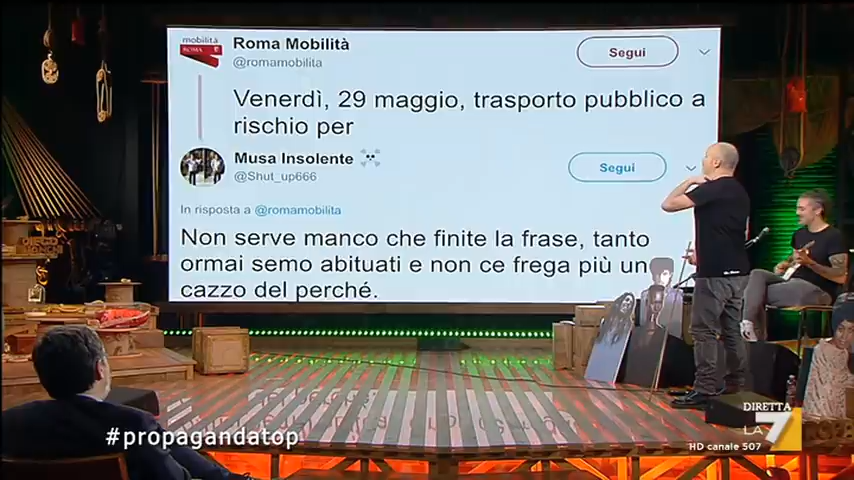 mobilità
ROMA
Roma Mobilità
@romamobilita
Segui
Venerdì, 29 maggio, trasporto pubblico a
rischio per
Musa Insolente
@Shut_up666
Segui
In risposta a @romamobilita
Non serve manco che finite la frase, tanto
ormai semo abituati e non ce frega più un
cazzo del perché.
#propagandatop
DIRETTA
LA 7
HD canale 507